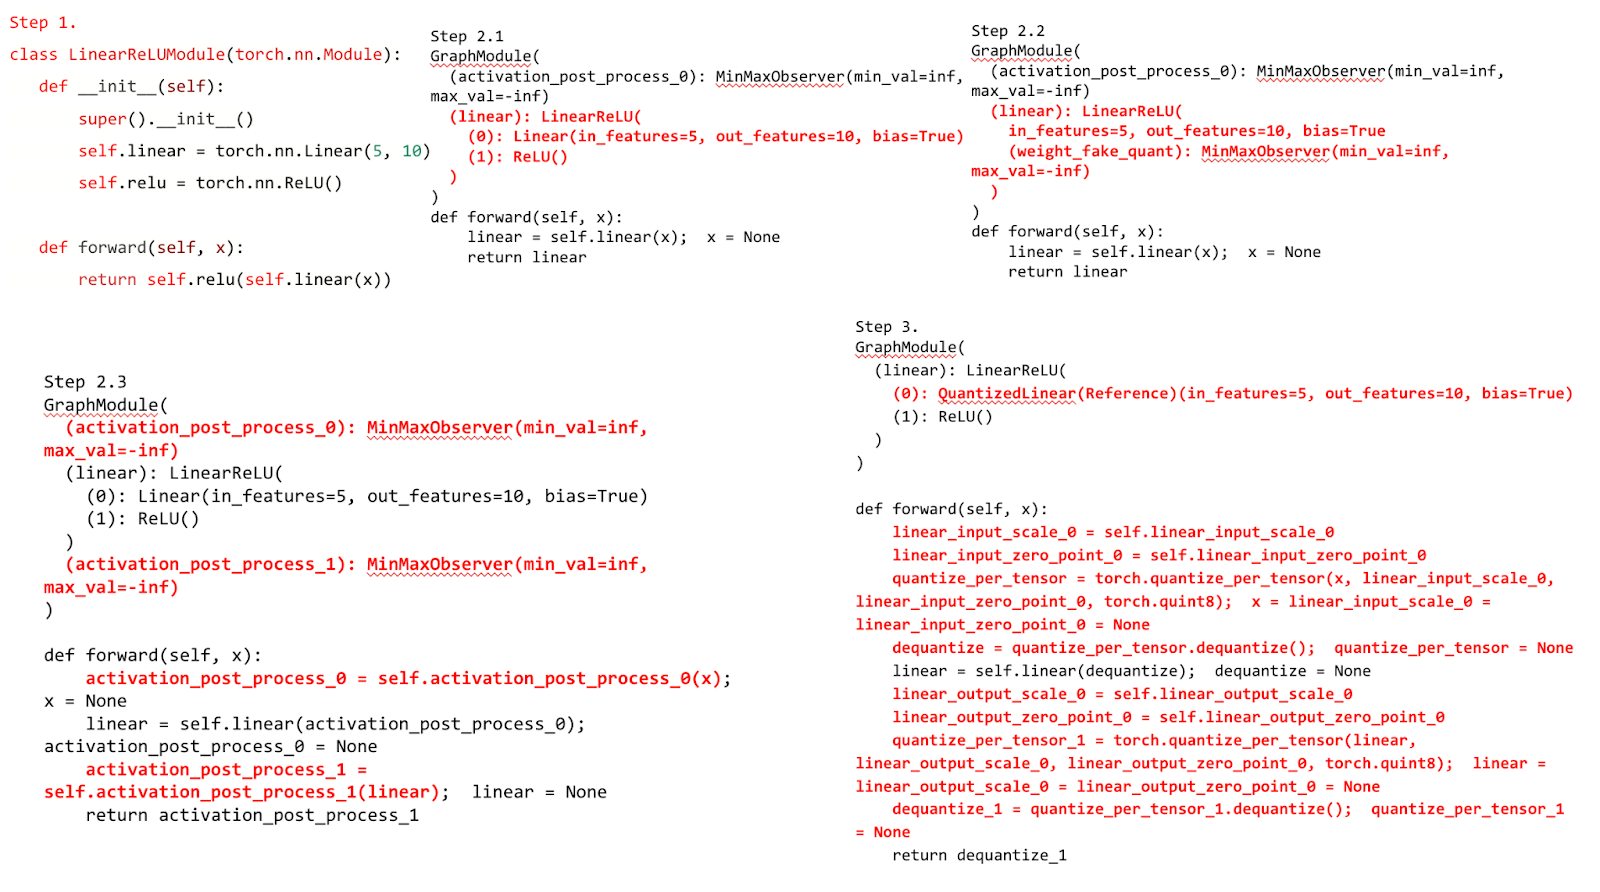 Step 1.
class LinearReLUModule(torch.nn.Module):
def __init__(self):
super().__init__()
self.linear = torch.nn.Linear(5, 10)
self.relu = torch.nn.ReLU()
def forward(self, x):
return self.relu(self.linear(x))
Step 2.1
GraphModule(
(activation_post_process_0): MinMaxObserver(min_val=inf,
max_val=-inf)
(linear): LinearReLU(
(0): Linear(in_features=5, out_features=10, bias=True)
(1): ReLU()
)
)
def forward(self, x):
linear = self.linear(x);  x = None
return linear
Step 2.2
GraphModule(
(activation_post_process_0): MinMaxObserver(min_val=inf,
max_val=-inf)
(linear): LinearReLU(
in_features=5, out_features=10, bias=True
(weight_fake_quant): MinMaxObserver(min_val=inf,
max_val=-inf)
)
)
def forward(self, x):
linear = self.linear(x);  x = None
return linear
Step 2.3
GraphModule(
(activation_post_process_0): MinMaxObserver(min_val=inf,
max_val=-inf)
(linear): LinearReLU(
(0): Linear(in_features=5, out_features=10, bias=True)
(1): ReLU()
)
(activation_post_process_1): MinMaxObserver(min_val=inf,
max_val=-inf)
)
def forward(self, x):
activation_post_process_0 = self.activation_post_process_0(x);
x = None
linear = self.linear(activation_post_process_0);
activation_post_process_0 = None
activation_post_process_1 =
self.activation_post_process_1(linear);  linear = None
return activation_post_process_1
Step 3.
GraphModule(
(linear): LinearReLU(
(0): QuantizedLinear(Reference)(in_features=5, out_features=10, bias=True)
(1): ReLU()
)
)
def forward(self, x):
linear_input_scale_0 = self.linear_input_scale_0
linear_input_zero_point_0 = self.linear_input_zero_point_0
quantize_per_tensor = torch.quantize_per_tensor(x, linear_input_scale_0,
linear_input_zero_point_0, torch.quint8);  x = linear_input_scale_0 =
linear_input_zero_point_0 = None
dequantize = quantize_per_tensor.dequantize();  quantize_per_tensor = None
linear = self.linear(dequantize);  dequantize = None
linear_output_scale_0 = self.linear_output_scale_0
linear_output_zero_point_0 = self.linear_output_zero_point_0
quantize_per_tensor_1 = torch.quantize_per_tensor(linear,
linear_output_scale_0, linear_output_zero_point_0, torch.quint8);  linear =
linear_output_scale_0 = linear_output_zero_point_0 = None
dequantize_1 = quantize_per_tensor_1.dequantize();  quantize_per_tensor_1
= None
return dequantize_1